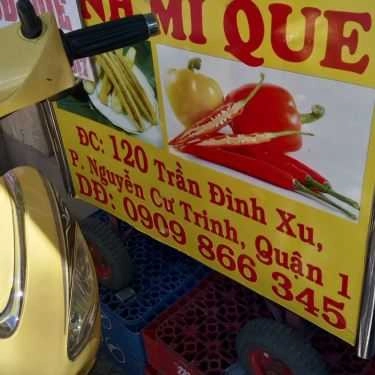 NH MÌ QUE
ĐC: 120 Trần Đình Xu,
P. Nguyễn Cư Trinh, Quận 1
DĐ: 0909 866 345